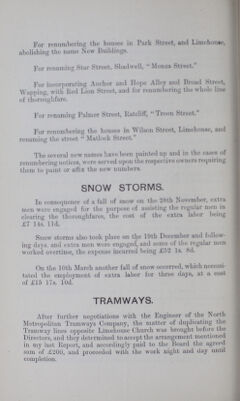 For renumbering the houses in Park Street, and Limehouse,
abolishing the name New Buildings.
For renaming Star Street, Shadwell, "Monza Street."
For incorporating Anchor and Hope Alley and Broad Street,
Wapping, with Red Lion Street, and for renumbering the whole line
of thoroughfare.
For renaming Palmer Street, Ratcliff, "Troon Street."
For renumbering the houses in Wilson Street, Limehouse, and
renaming the street "Matlock Street."
The several new names have been painted up and in the cases of
renumbering notices, were served upon the respective owners requiring
them to paint or affix the new numbers.
SNOW STORMS.
In consequence of a fall of snow on the 28th November, extra
men were engaged for the purpose of assisting the regular men in
clearing the thoroughfares, the cost of the extra labor being
£7 14s. 11d.
Snow storms also took place on the 19th December and follow-
ing days, and extra men were engaged, and some of the regular men
worked overtime, the expense incurred being £52 1s. 8d.
On the 10th March another fall of snow occurred, which necessi-
tated the employment of extra labor for three days, at a cost
of £15 17s. 10d.
TRAMWAYS.
After further negotiations with the Engineer of the North
Metropolitan Tramways Company, the matter of duplicating the
Tramway lines opposite Limehouse Church was brought before the
Directors, and they determined to accept the arrangement mentioned
in my last Report, and accordingly paid to the Board the agreed
sum of £200, and proceeded with the work night and day until
completion.